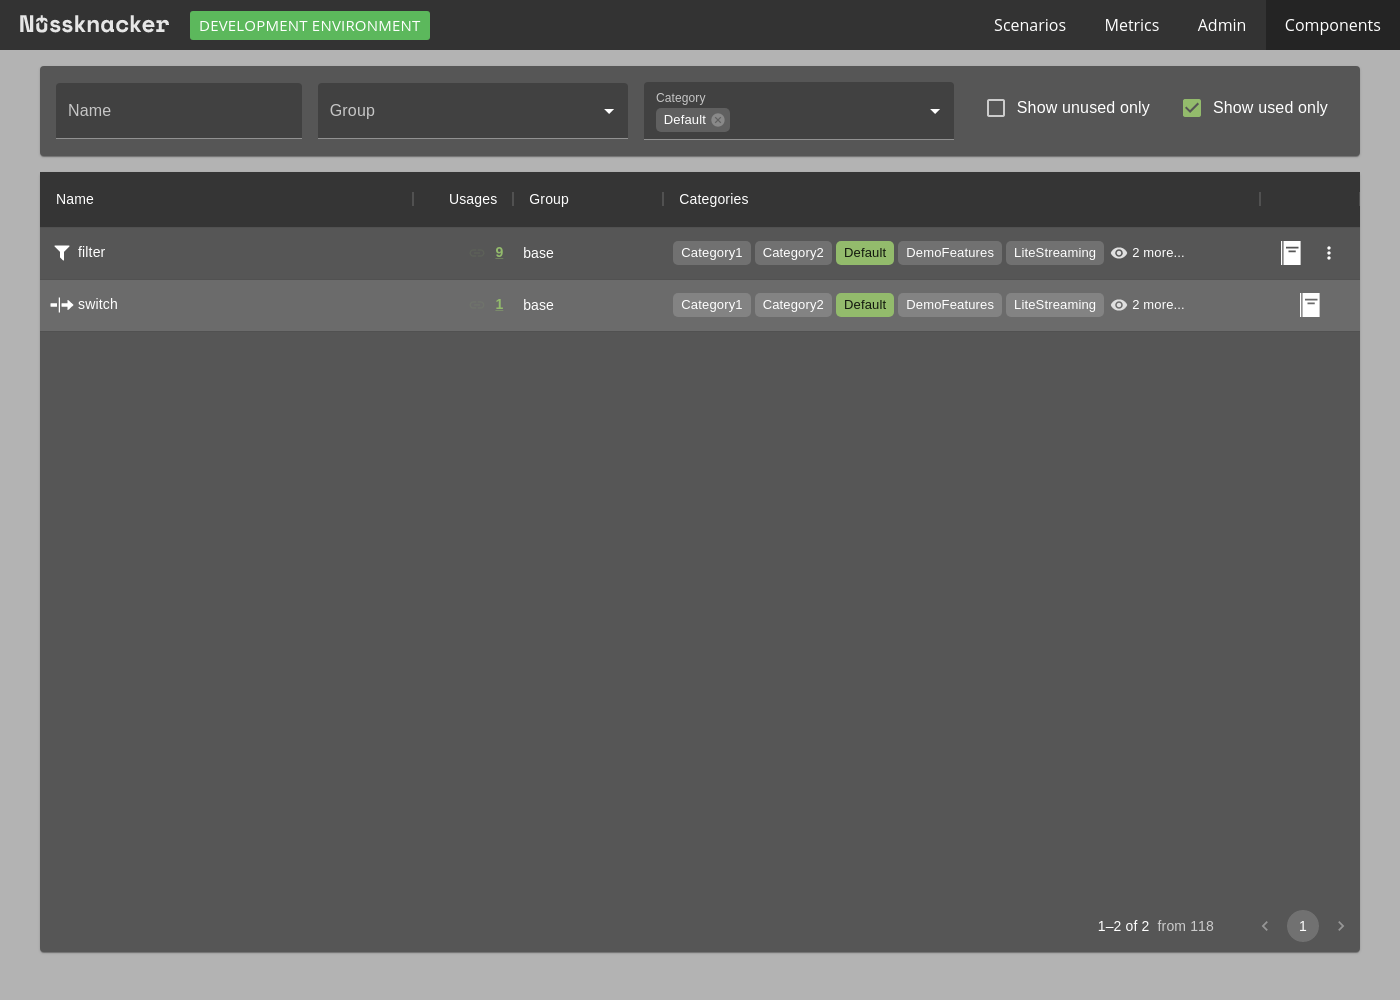 Nussknacker DEVELOPMENT ENVIRONMENT Scenarios Metrics Admin Components
Name Group Category Default Show unused only Show used only
Name Usages Group Categories
filter 9 base Category1 Category2 Default DemoFeatures LiteStreaming 2 more...
switch 1 base Category1 Category2 Default DemoFeatures LiteStreaming 2 more...
1–2 of 2 from 118 1